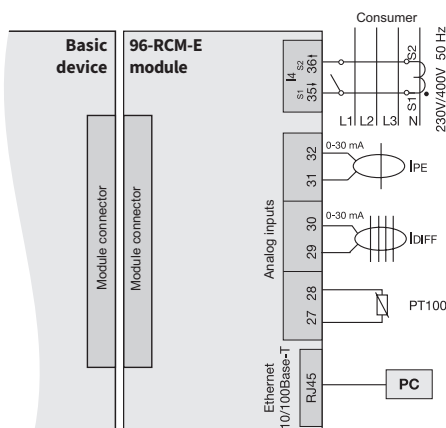 Consumer
Basic device
96-RCM-E module
I4
S2
36
S1
35
S2
S1
L1 L2 L3 N
230V/400V 50 Hz
Module connector
Module connector
Analog inputs
32
31
0-30 mA
IPE
30
29
0-30 mA
IDIFF
28
27
PT100
Ethernet
10/100Base-T
RJ45
PC